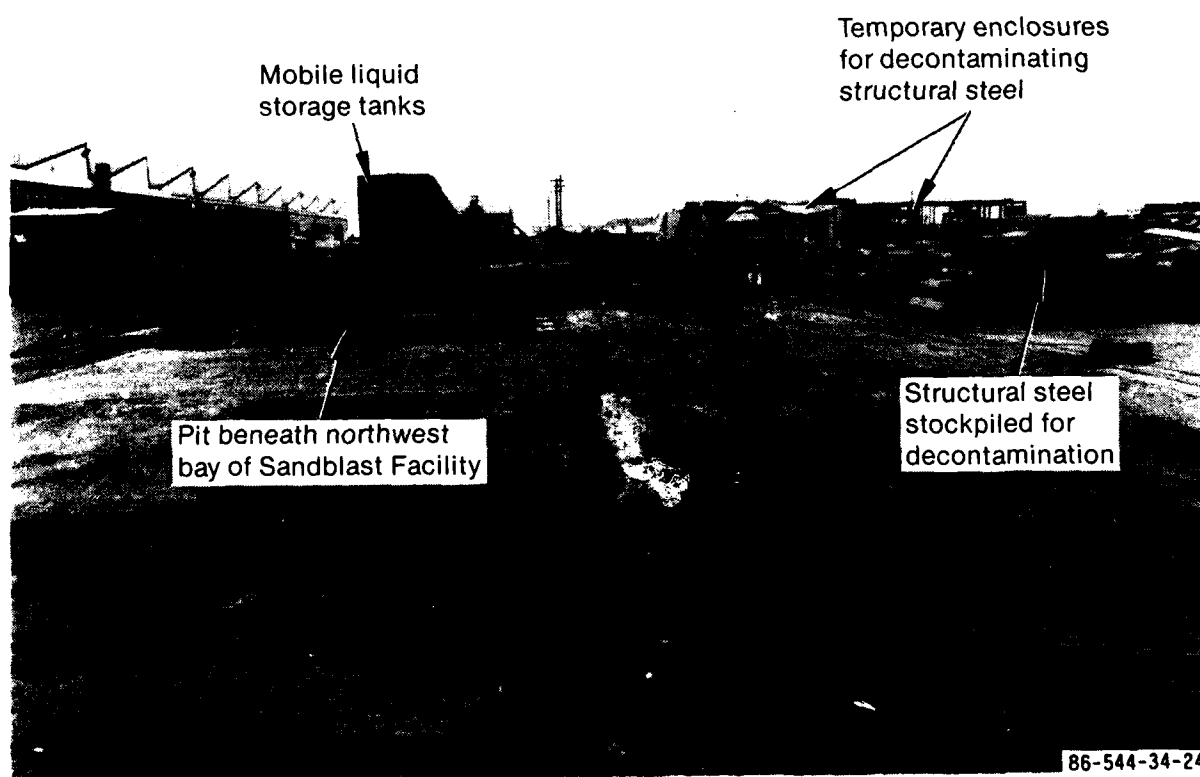 Temporary enclosures
for decontaminating
structural steel
Mobile liquid
storage tanks
Pit beneath northwest
bay of Sandblast Facility
Structural steel
stockpiled for
decontamination
86-544-34-24